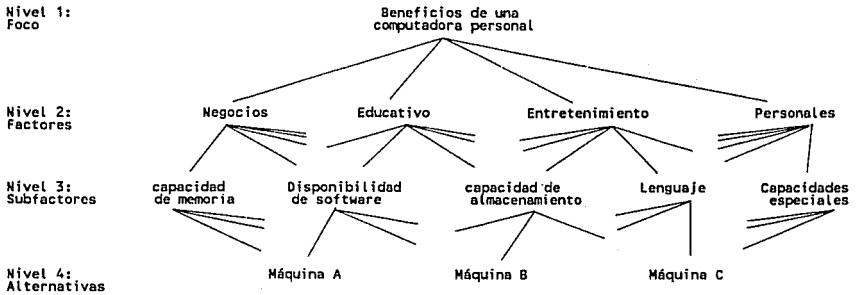 Nivel 1:
Foco
Beneficios de una
computadora personal
Nivel 2:
Factores
Negocios
Educativo
Entretenimiento
Personales
Nivel 3:
Subfactores
capacidad
de memoria
Disponibilidad
de software
capacidad de
almacenamiento
Lenguaje
Capacidades
especiales
Nivel 4:
Alternativas
Máquina A
Máquina B
Máquina C